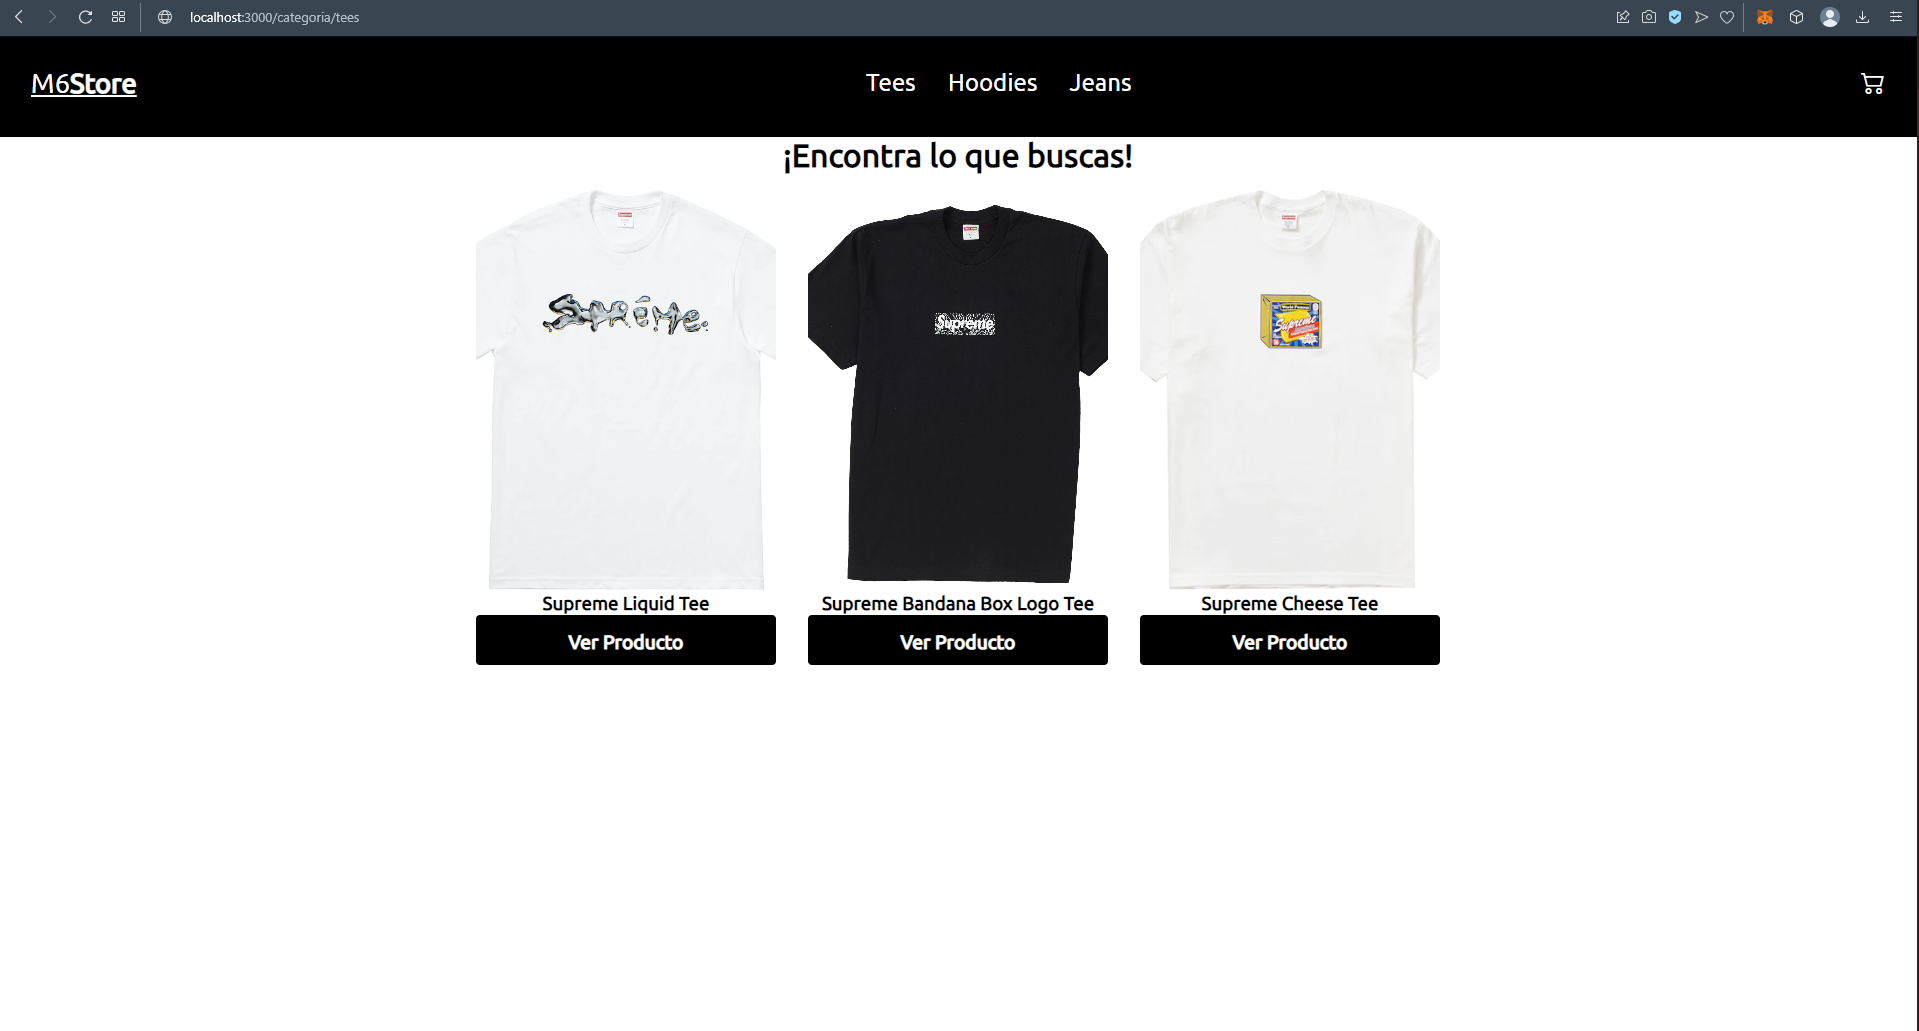 localhost:3000/categoria/tees
M6Store
Tees Hoodies Jeans
¡Encontra lo que buscas!
Supreme
Supreme
Supreme
Supreme Liquid Tee
Supreme Bandana Box Logo Tee
Supreme Cheese Tee
Ver Producto
Ver Producto
Ver Producto